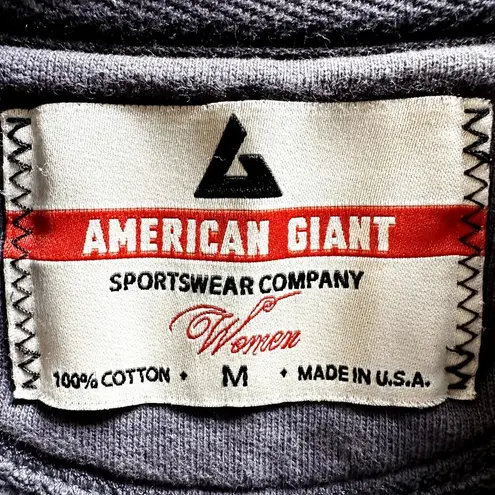 AMERICAN GIANT
SPORTSWEAR COMPANY
Women
100% COTTON • M • MADE IN U.S.A.